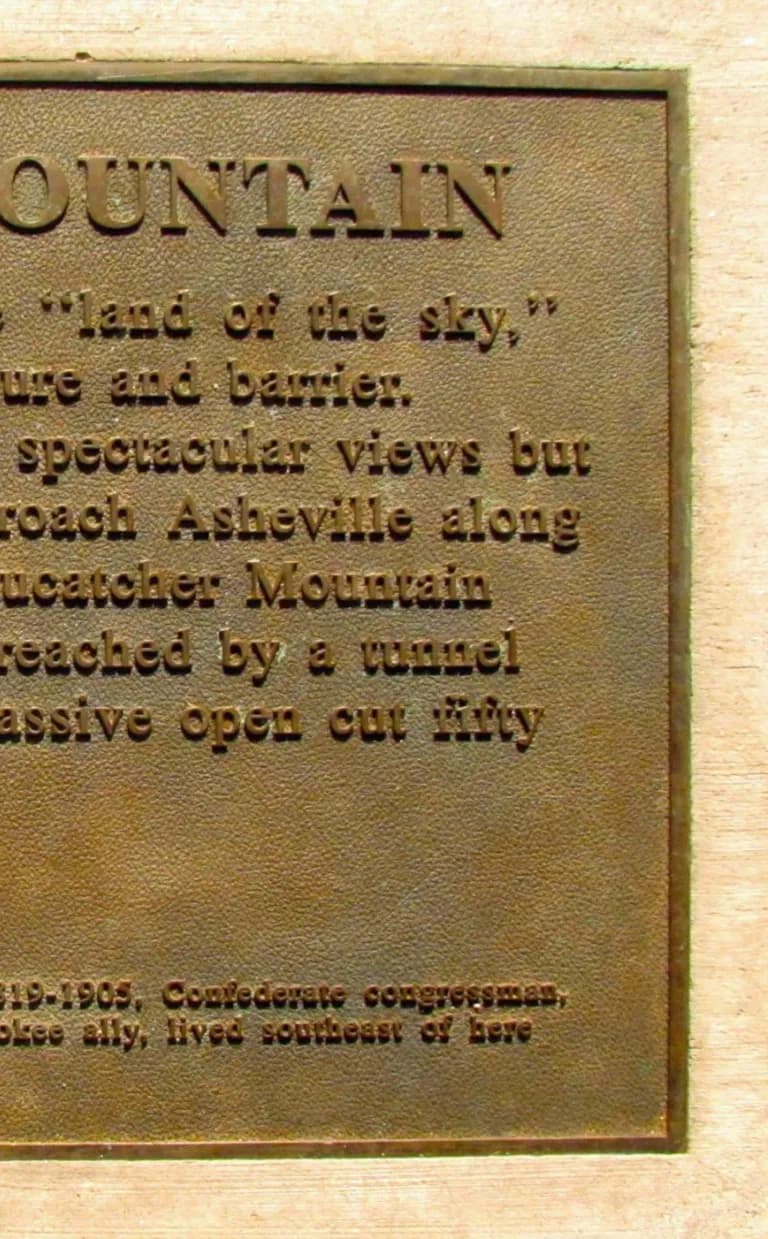 OUNTAIN
e “land of the sky,”
ure and barrier.
spectacular views but
roach Asheville along
ucatcher Mountain
reached by a tunnel
assive open cut fifty
819-1905, Confederate congressman,
okee ally, lived southeast of here